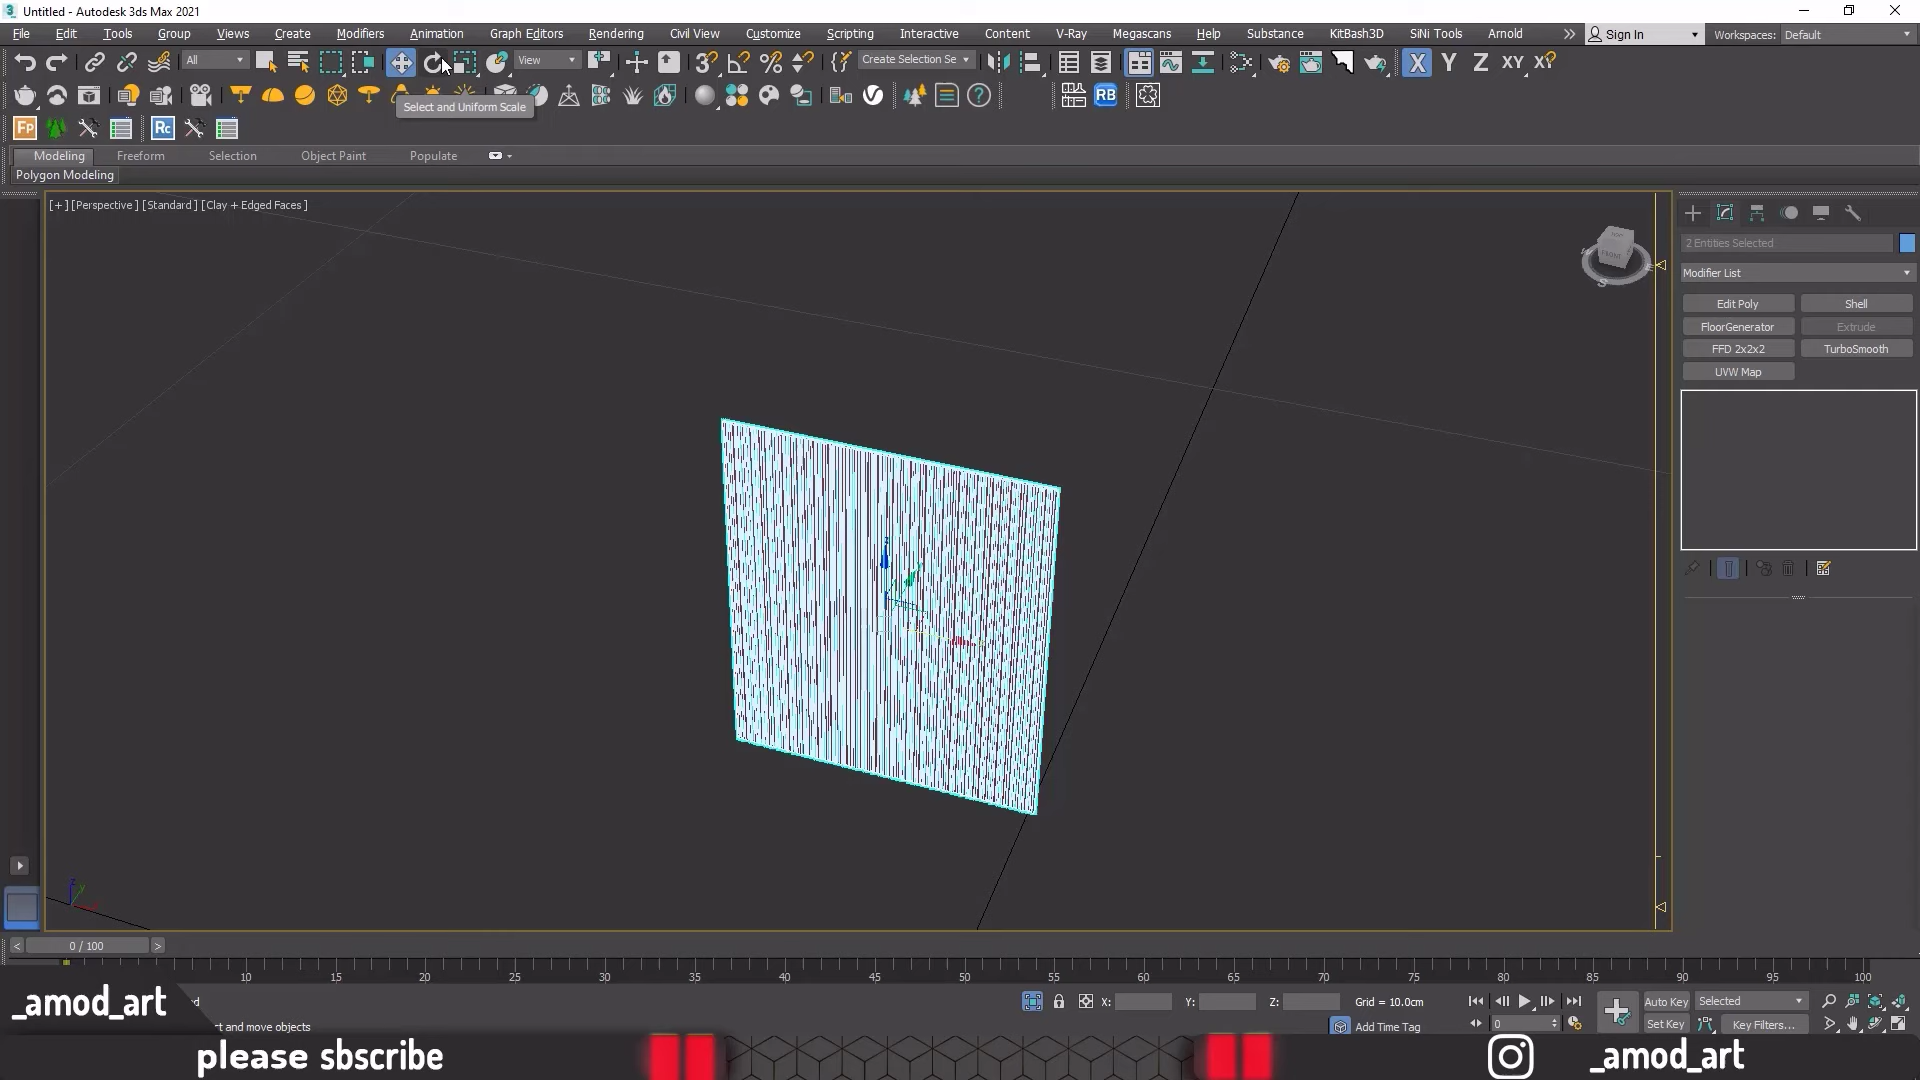 Untitled - Autodesk 3ds Max 2021
File Edit Tools Group Views Create Modifiers Animation Graph Editors Rendering Civil View Customize Scripting Interactive Content V-Ray Megascans Help Substance KitBash3D SiNi Tools Arnold Sign In Workspaces: Default
All View Create Selection Se X Y Z XY XY
Select and Uniform Scale
RB
Fp Rc
Modeling Freeform Selection Object Paint Populate
Polygon Modeling
[+] [Perspective] [Standard] [Clay + Edged Faces]
2 Entities Selected
Modifier List
Edit Poly Shell
FloorGenerator Extrude
FFD 2x2x2 TurboSmooth
UVW Map
0 / 100
10 15 20 25 30 35 40 45 50 55 60 65 70 75 80 85 90 95 100
_amod_art
X: Y: Z: Grid = 10.0cm Auto Key Selected
ct and move objects Add Time Tag 0 Set Key Key Filters...
please sbscribe
_amod_art